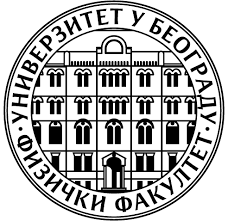 УНИВЕРЗИТЕТ У БЕОГРАДУ
ФИЗИЧКИ ФАКУЛТЕТ